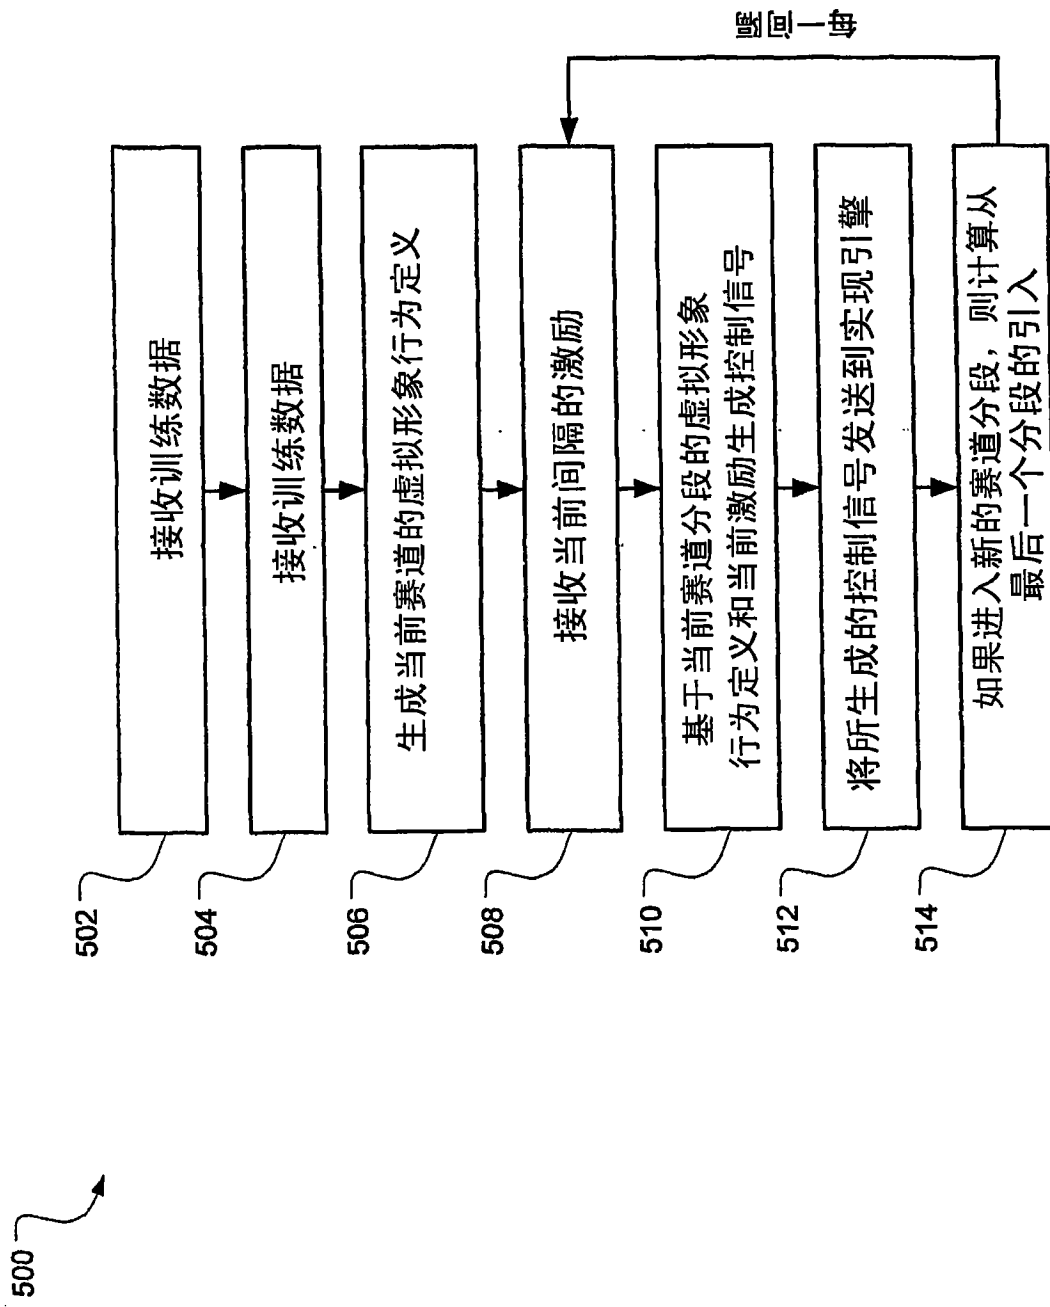 500
502
接收训练数据
504
接收训练数据
506
生成当前赛道的虚拟形象行为定义
508
接收当前间隔的激励
510
基于当前赛道分段的虚拟形象
行为定义和当前激励生成控制信号
512
将所生成的控制信号发送到实现引擎
514
如果进入新的赛道分段，则计算从
最后一个分段的引入
每一间隔